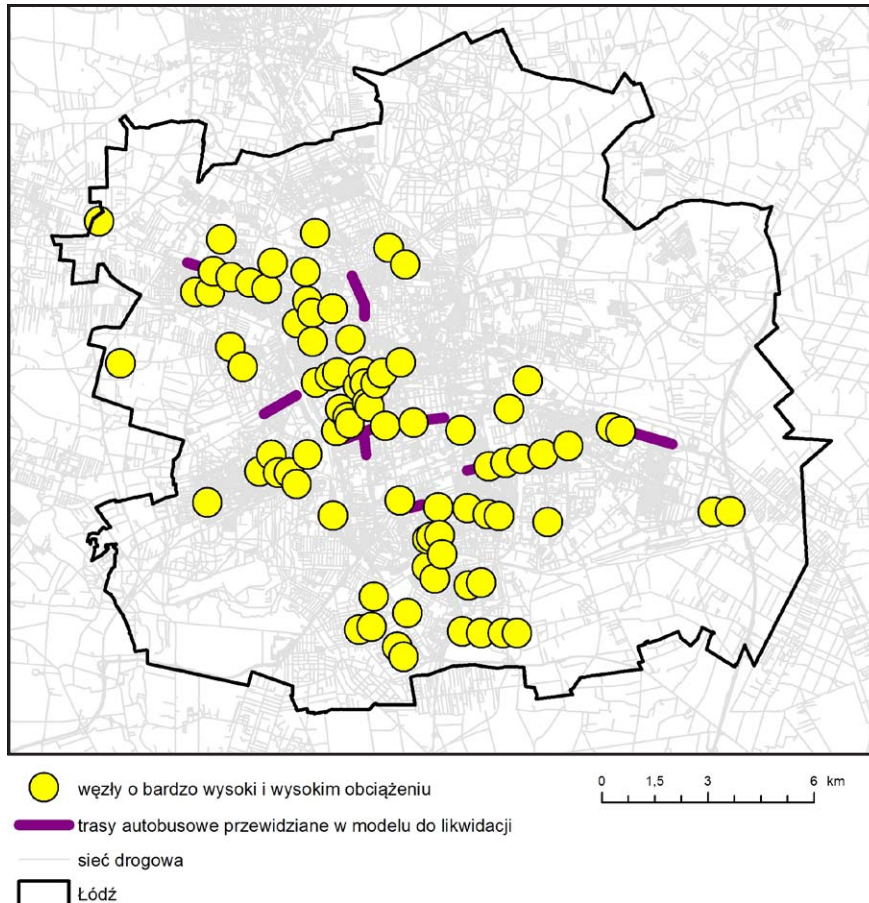 węzły o bardzo wysoki i wysokim obciążeniu
trasy autobusowe przewidziane w modelu do likwidacji
sieć drogowa
Łódź
0 1,5 3 6 km